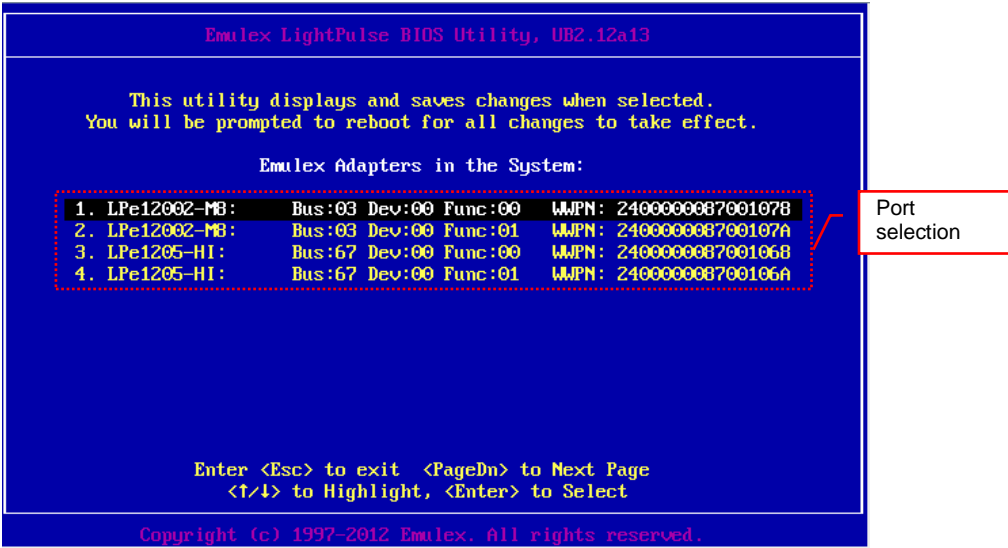 Emulex LightPulse BIOS Utility, UB2.12a13
This utility displays and saves changes when selected.
You will be prompted to reboot for all changes to take effect.
Emulex Adapters in the System:
1. LPe12002-M8: Bus:03 Dev:00 Func:00 WWPN: 2400000087001078
2. LPe12002-M8: Bus:03 Dev:00 Func:01 WWPN: 240000008700107A
3. LPe1205-HI: Bus:67 Dev:00 Func:00 WWPN: 2400000087001068
4. LPe1205-HI: Bus:67 Dev:00 Func:01 WWPN: 240000008700106A
Port
selection
Enter <Esc> to exit <PageDn> to Next Page
<↑/↓> to Highlight, <Enter> to Select
Copyright (c) 1997-2012 Emulex. All rights reserved.